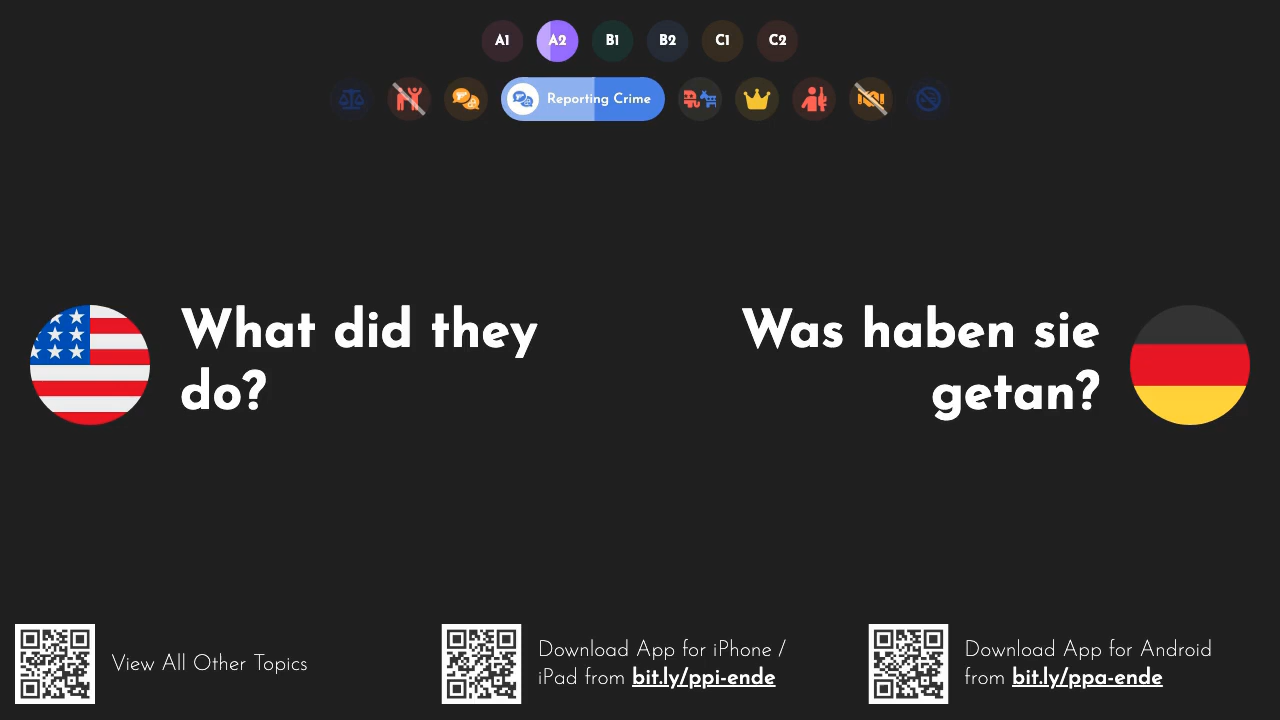 A1 A2 B1 B2 C1 C2
Reporting Crime
What did they
do?
Was haben sie
getan?
View All Other Topics
Download App for iPhone /
iPad from bit.ly/ppi-ende
Download App for Android
from bit.ly/ppa-ende